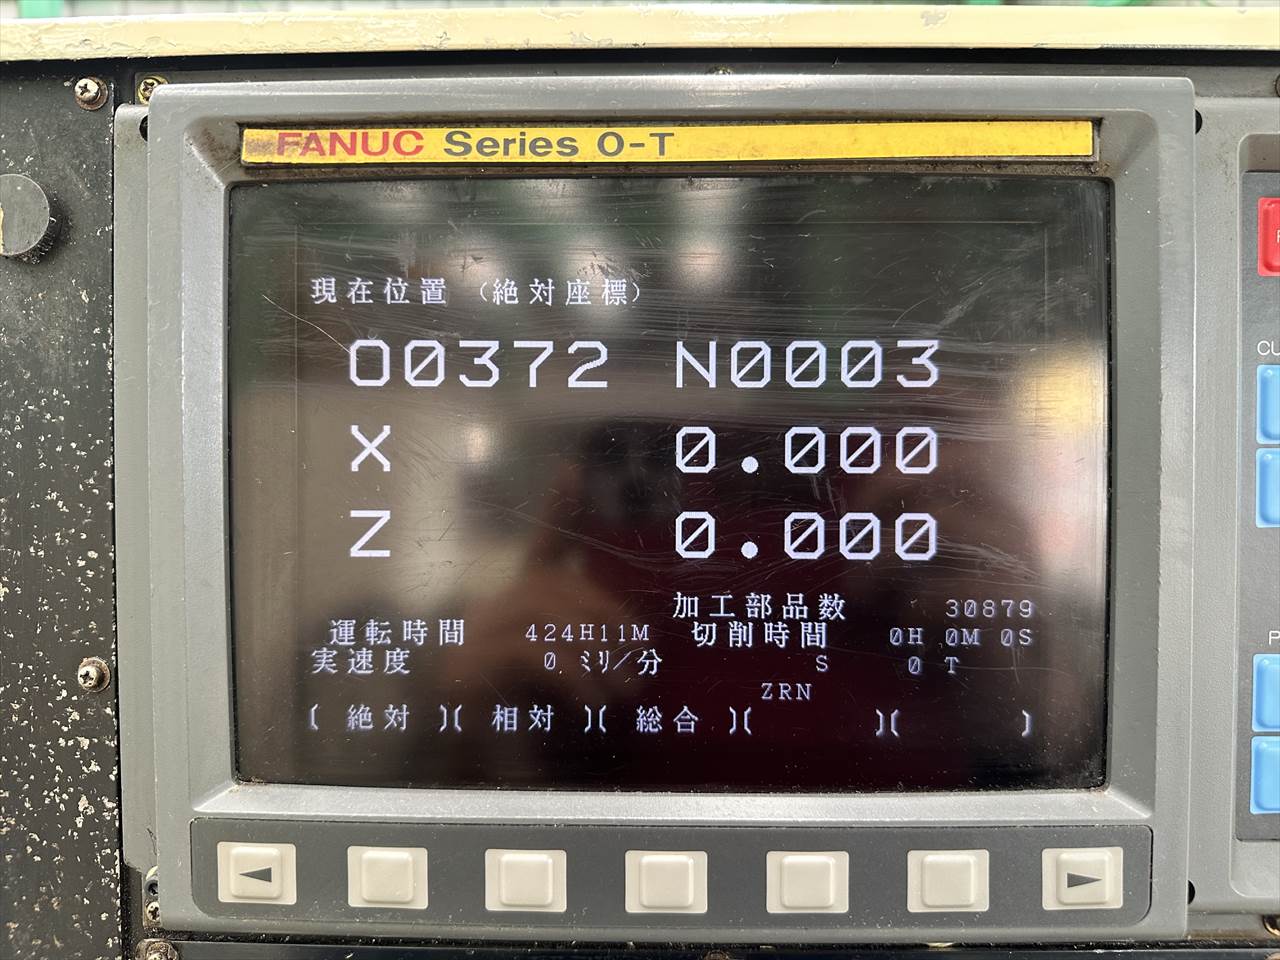 FANUC Series O-T
現在位置 (絶対座標)
O0372 N0003
X 0.000
Z 0.000
加工部品数 30879
運転時間 424H11M 切削時間 0H 0M 0S
実速度 0 ミリ/分 S 0 T
ZRN
[ 絶対 ][ 相対 ][ 総合 ][ ][ ]
CU
P